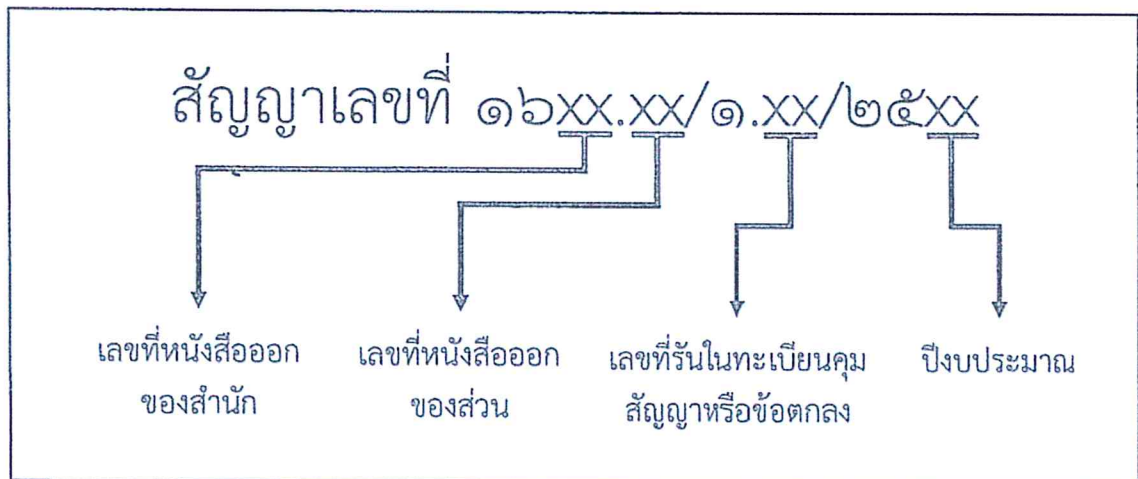 สัญญาเลขที่ ๑๖xx.xx/๑.xx/๒๕xx
เลขที่หนังสือออก
ของสำนัก
เลขที่หนังสือออก
ของส่วน
เลขที่รันในทะเบียนคุม
สัญญาหรือข้อตกลง
ปีงบประมาณ